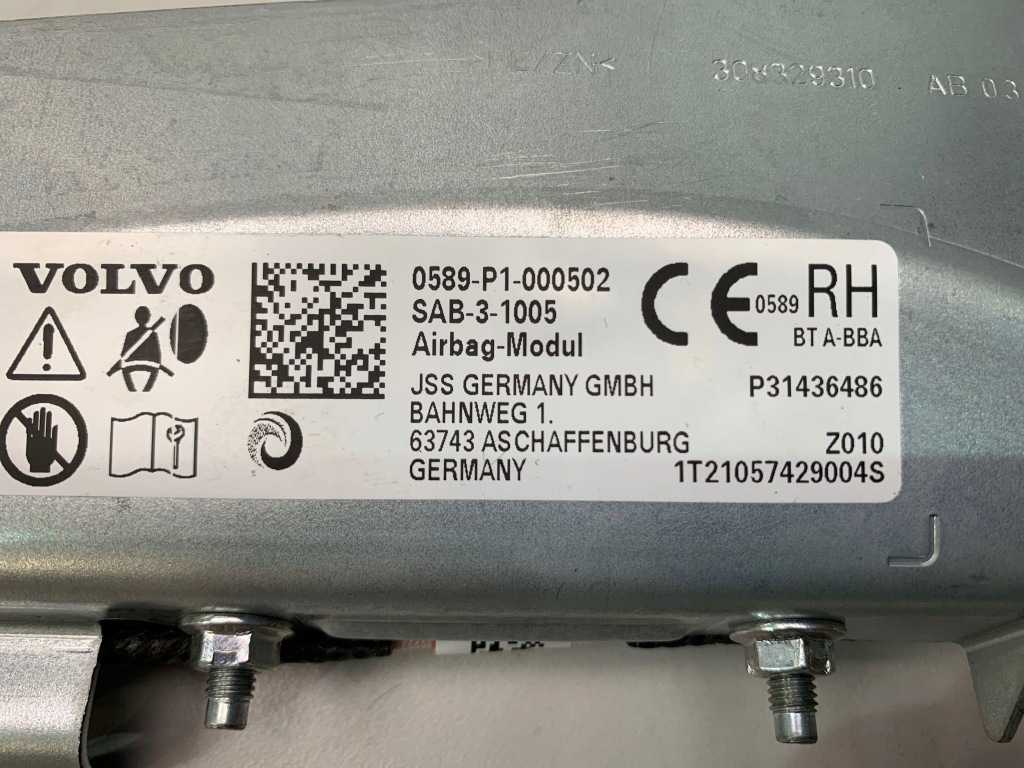 308329310 AB 03
VOLVO
0589-P1-000502
SAB-3-1005
Airbag-Modul
JSS GERMANY GMBH
BAHNWEG 1.
63743 ASCHAFFENBURG
GERMANY
CE 0589 RH
BT A-BBA
P31436486
Z010
1T21057429004S